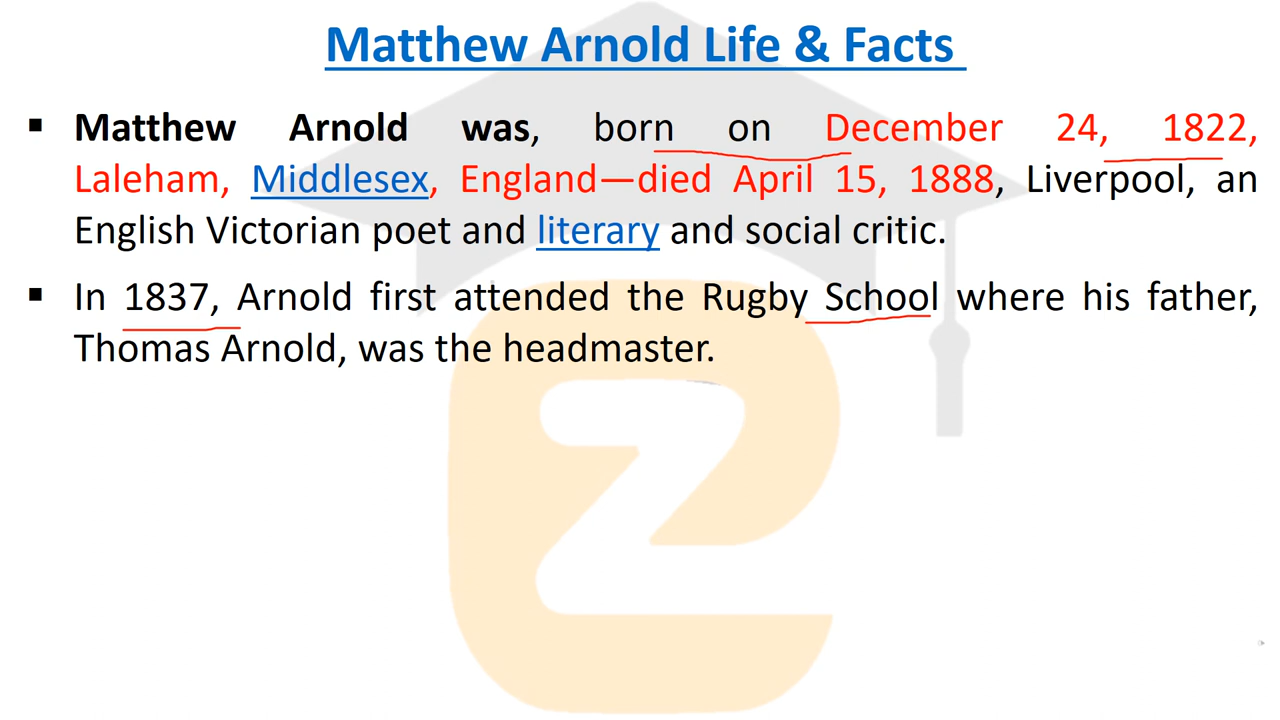 Matthew Arnold Life & Facts
▪ Matthew Arnold was, born on December 24, 1822,
Laleham, Middlesex, England—died April 15, 1888, Liverpool, an
English Victorian poet and literary and social critic.
▪ In 1837, Arnold first attended the Rugby School where his father,
Thomas Arnold, was the headmaster.